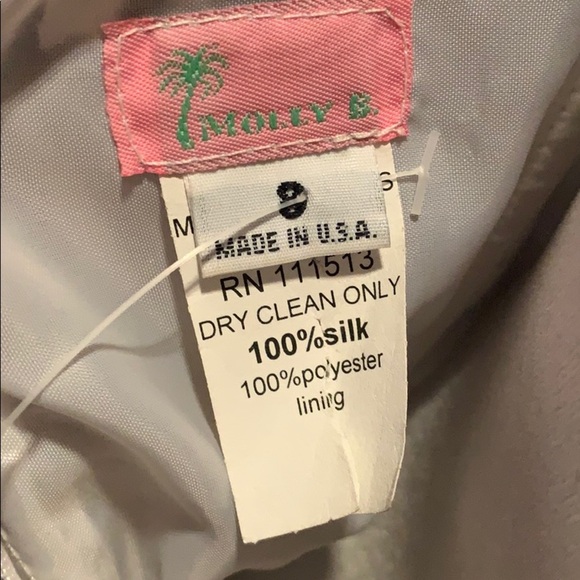 MOLLY B.
8
MADE IN U.S.A.
RN 111513
DRY CLEAN ONLY
100%silk
100%polyester
lining